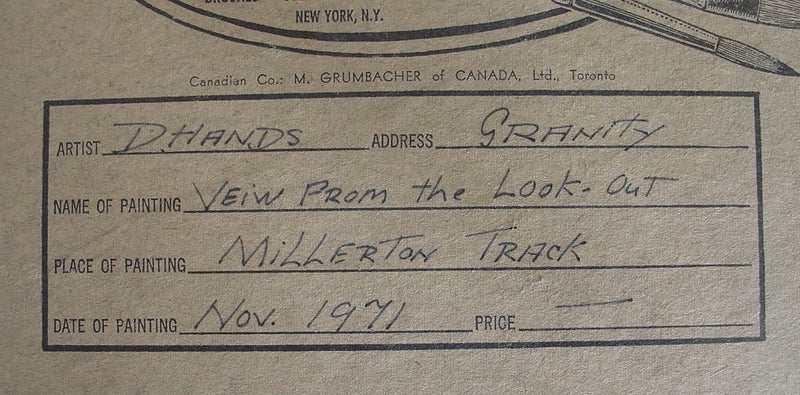 NEW YORK, N.Y.
Canadian Co.: M. GRUMBACHER of CANADA, Ltd., Toronto
ARTIST D.HANDS ADDRESS GRANITY
NAME OF PAINTING VEIW FROM the LOOK-OUT
PLACE OF PAINTING MILLERTON TRACK
DATE OF PAINTING Nov. 1971 PRICE —